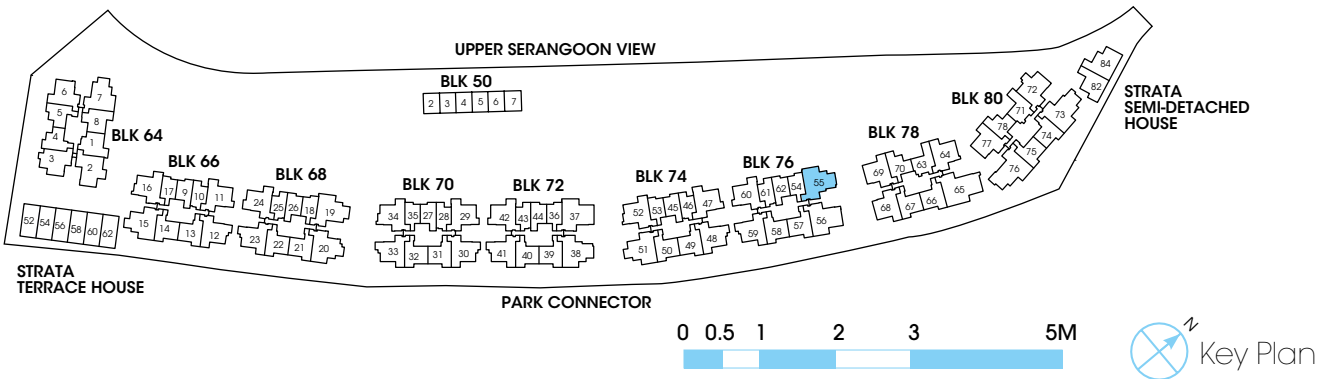 UPPER SERANGOON VIEW
BLK 50
2 3 4 5 6 7
BLK 64
6 7
5 8
4 1
3 2
BLK 66
16 17 9 10 11
15 14 13 12
BLK 68
24 25 26 18 19
23 22 21 20
BLK 70
34 35 27 28 29
33 32 31 30
BLK 72
42 43 44 36 37
41 40 39 38
BLK 74
52 53 45 46 47
51 50 49 48
BLK 76
60 61 62 54 55
59 58 57 56
BLK 78
69 70 63 64
68 67 66 65
BLK 80
72
71 73
78 74
77 75
76
84
82
STRATA
SEMI-DETACHED
HOUSE
52 54 56 58 60 62
STRATA
TERRACE HOUSE
PARK CONNECTOR
0 0.5 1 2 3 5M
N
Key Plan